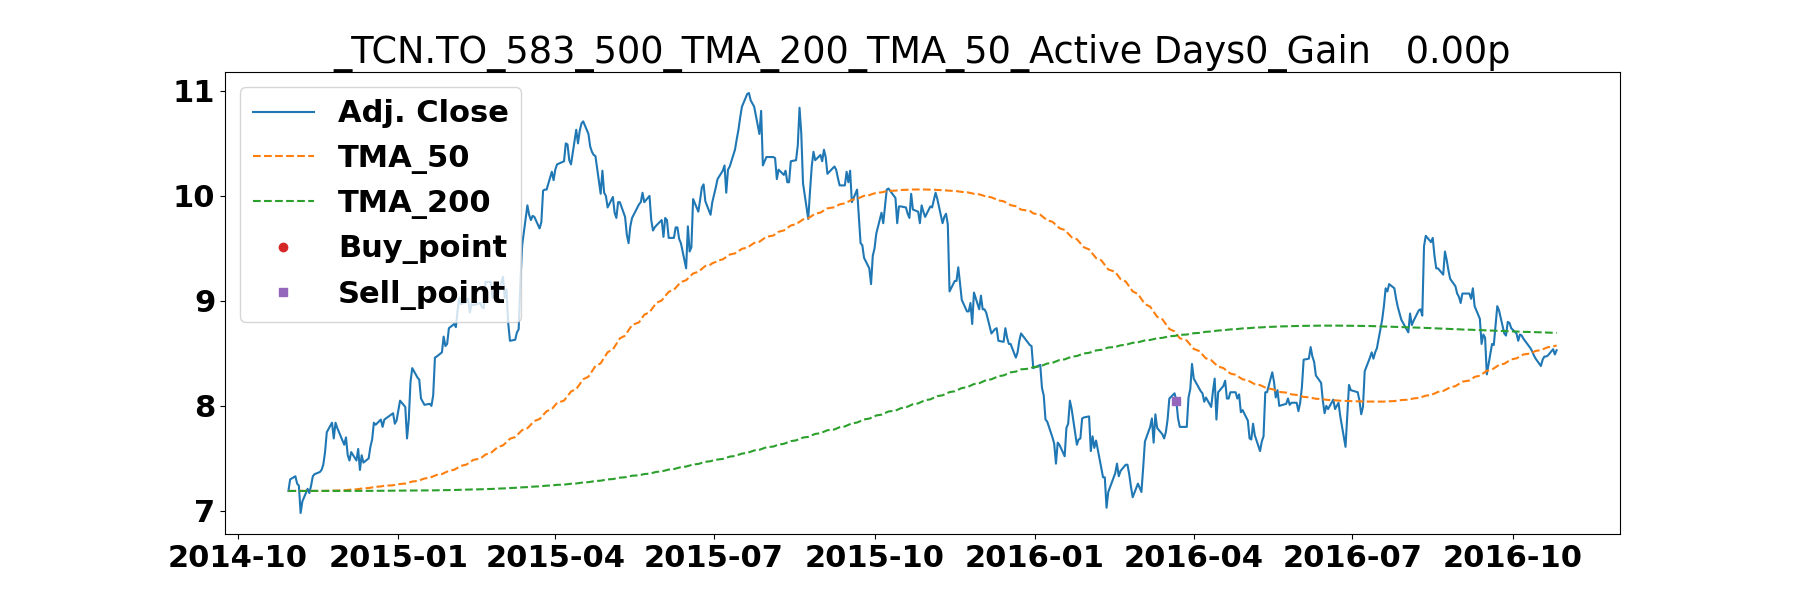 _TCN.TO_583_500_TMA_200_TMA_50_Active Days0_Gain   0.00p
11
10
9
8
7
Adj. Close
TMA_50
TMA_200
Buy_point
Sell_point
2014-10 2015-01 2015-04 2015-07 2015-10 2016-01 2016-04 2016-07 2016-10